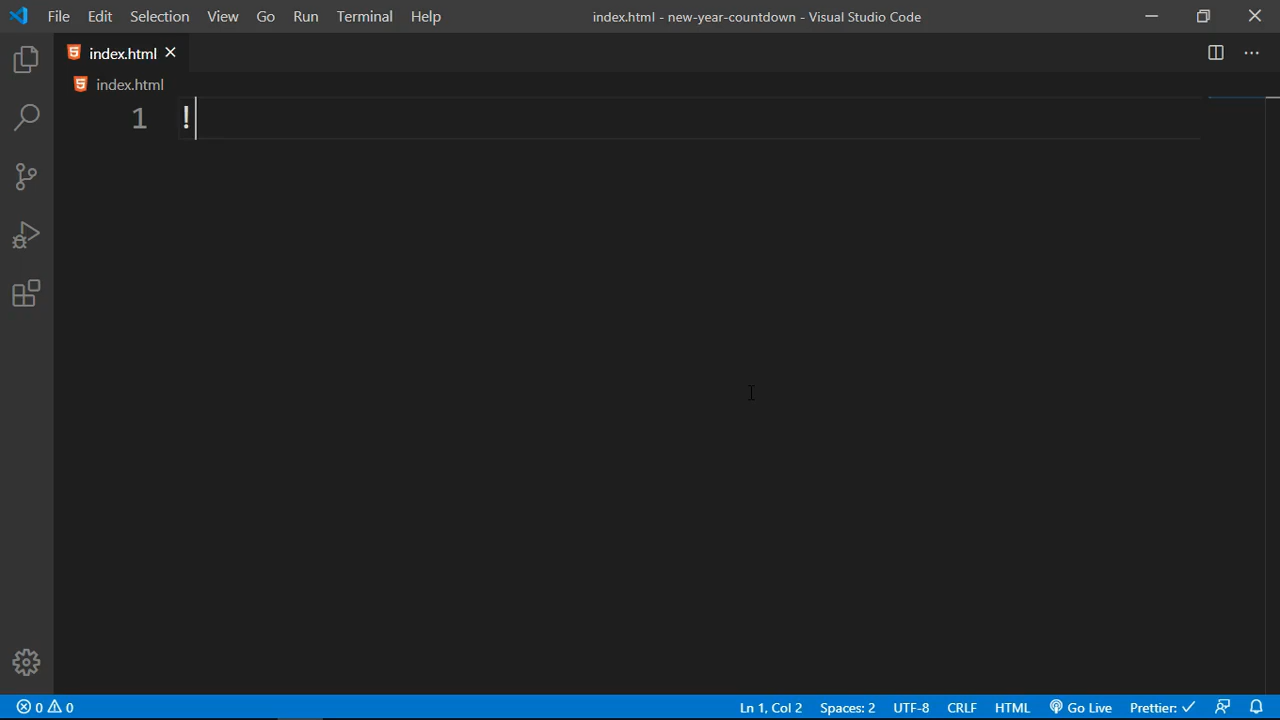 File Edit Selection View Go Run Terminal Help index.html - new-year-countdown - Visual Studio Code
index.html
index.html
1 !
0 0 Ln 1, Col 2 Spaces: 2 UTF-8 CRLF HTML Go Live Prettier: